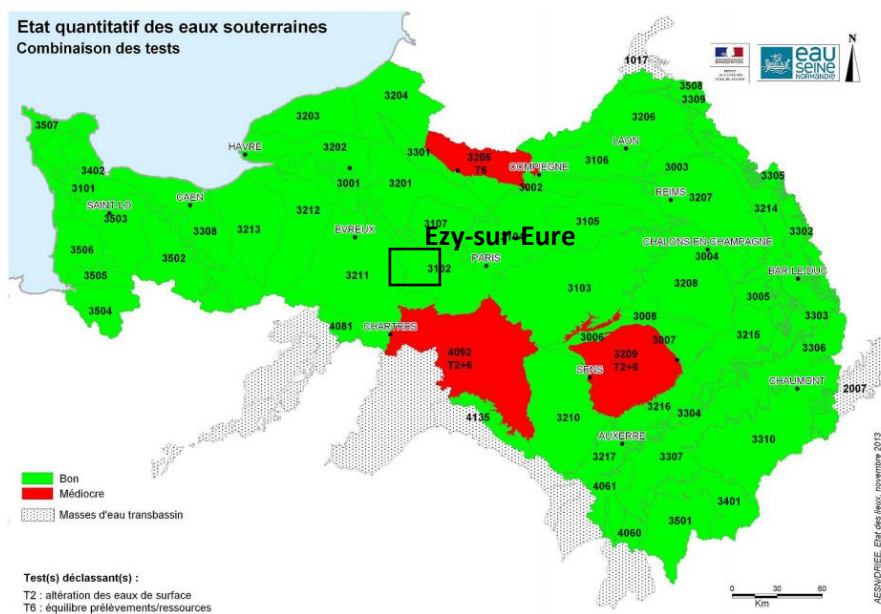 Etat quantitatif des eaux souterraines
Combinaison des tests
1017
eau
SEINE
NORMANDIE
N
3508
3309
3204
3203
3206
3507
HAVRE
3202
3301
3205
T6
COMPIEGNE
LAON
3106
3402
3101
3001
3201
3002
3003
3305
SAINT-LO
CAEN
REIMS
3207
3503
3212
3214
3308
3213
3107
3105
3302
EVREUX
Ezy-sur-Eure
CHALONS-EN-CHAMPAGNE
3506
3502
3004
PARIS
3505
3211
3102
BAR-LE-DUC
3103
3208
3005
3504
3008
3303
4081
CHARTRES
3006
3007
3215
3306
4092
T2+6
3209
T2+6
SENS
CHAUMONT
2007
4135
3210
3216
3304
AUXERRE
3310
3217
3307
Bon
4061
Médiocre
3401
Masses d'eau transbassin
3501
4060
Test(s) déclassant(s) :
T2 : altération des eaux de surface
T6 : équilibre prélèvements/ressources
0 30 60
Km
AESN/DRIEE. Etat des lieux, novembre 2013